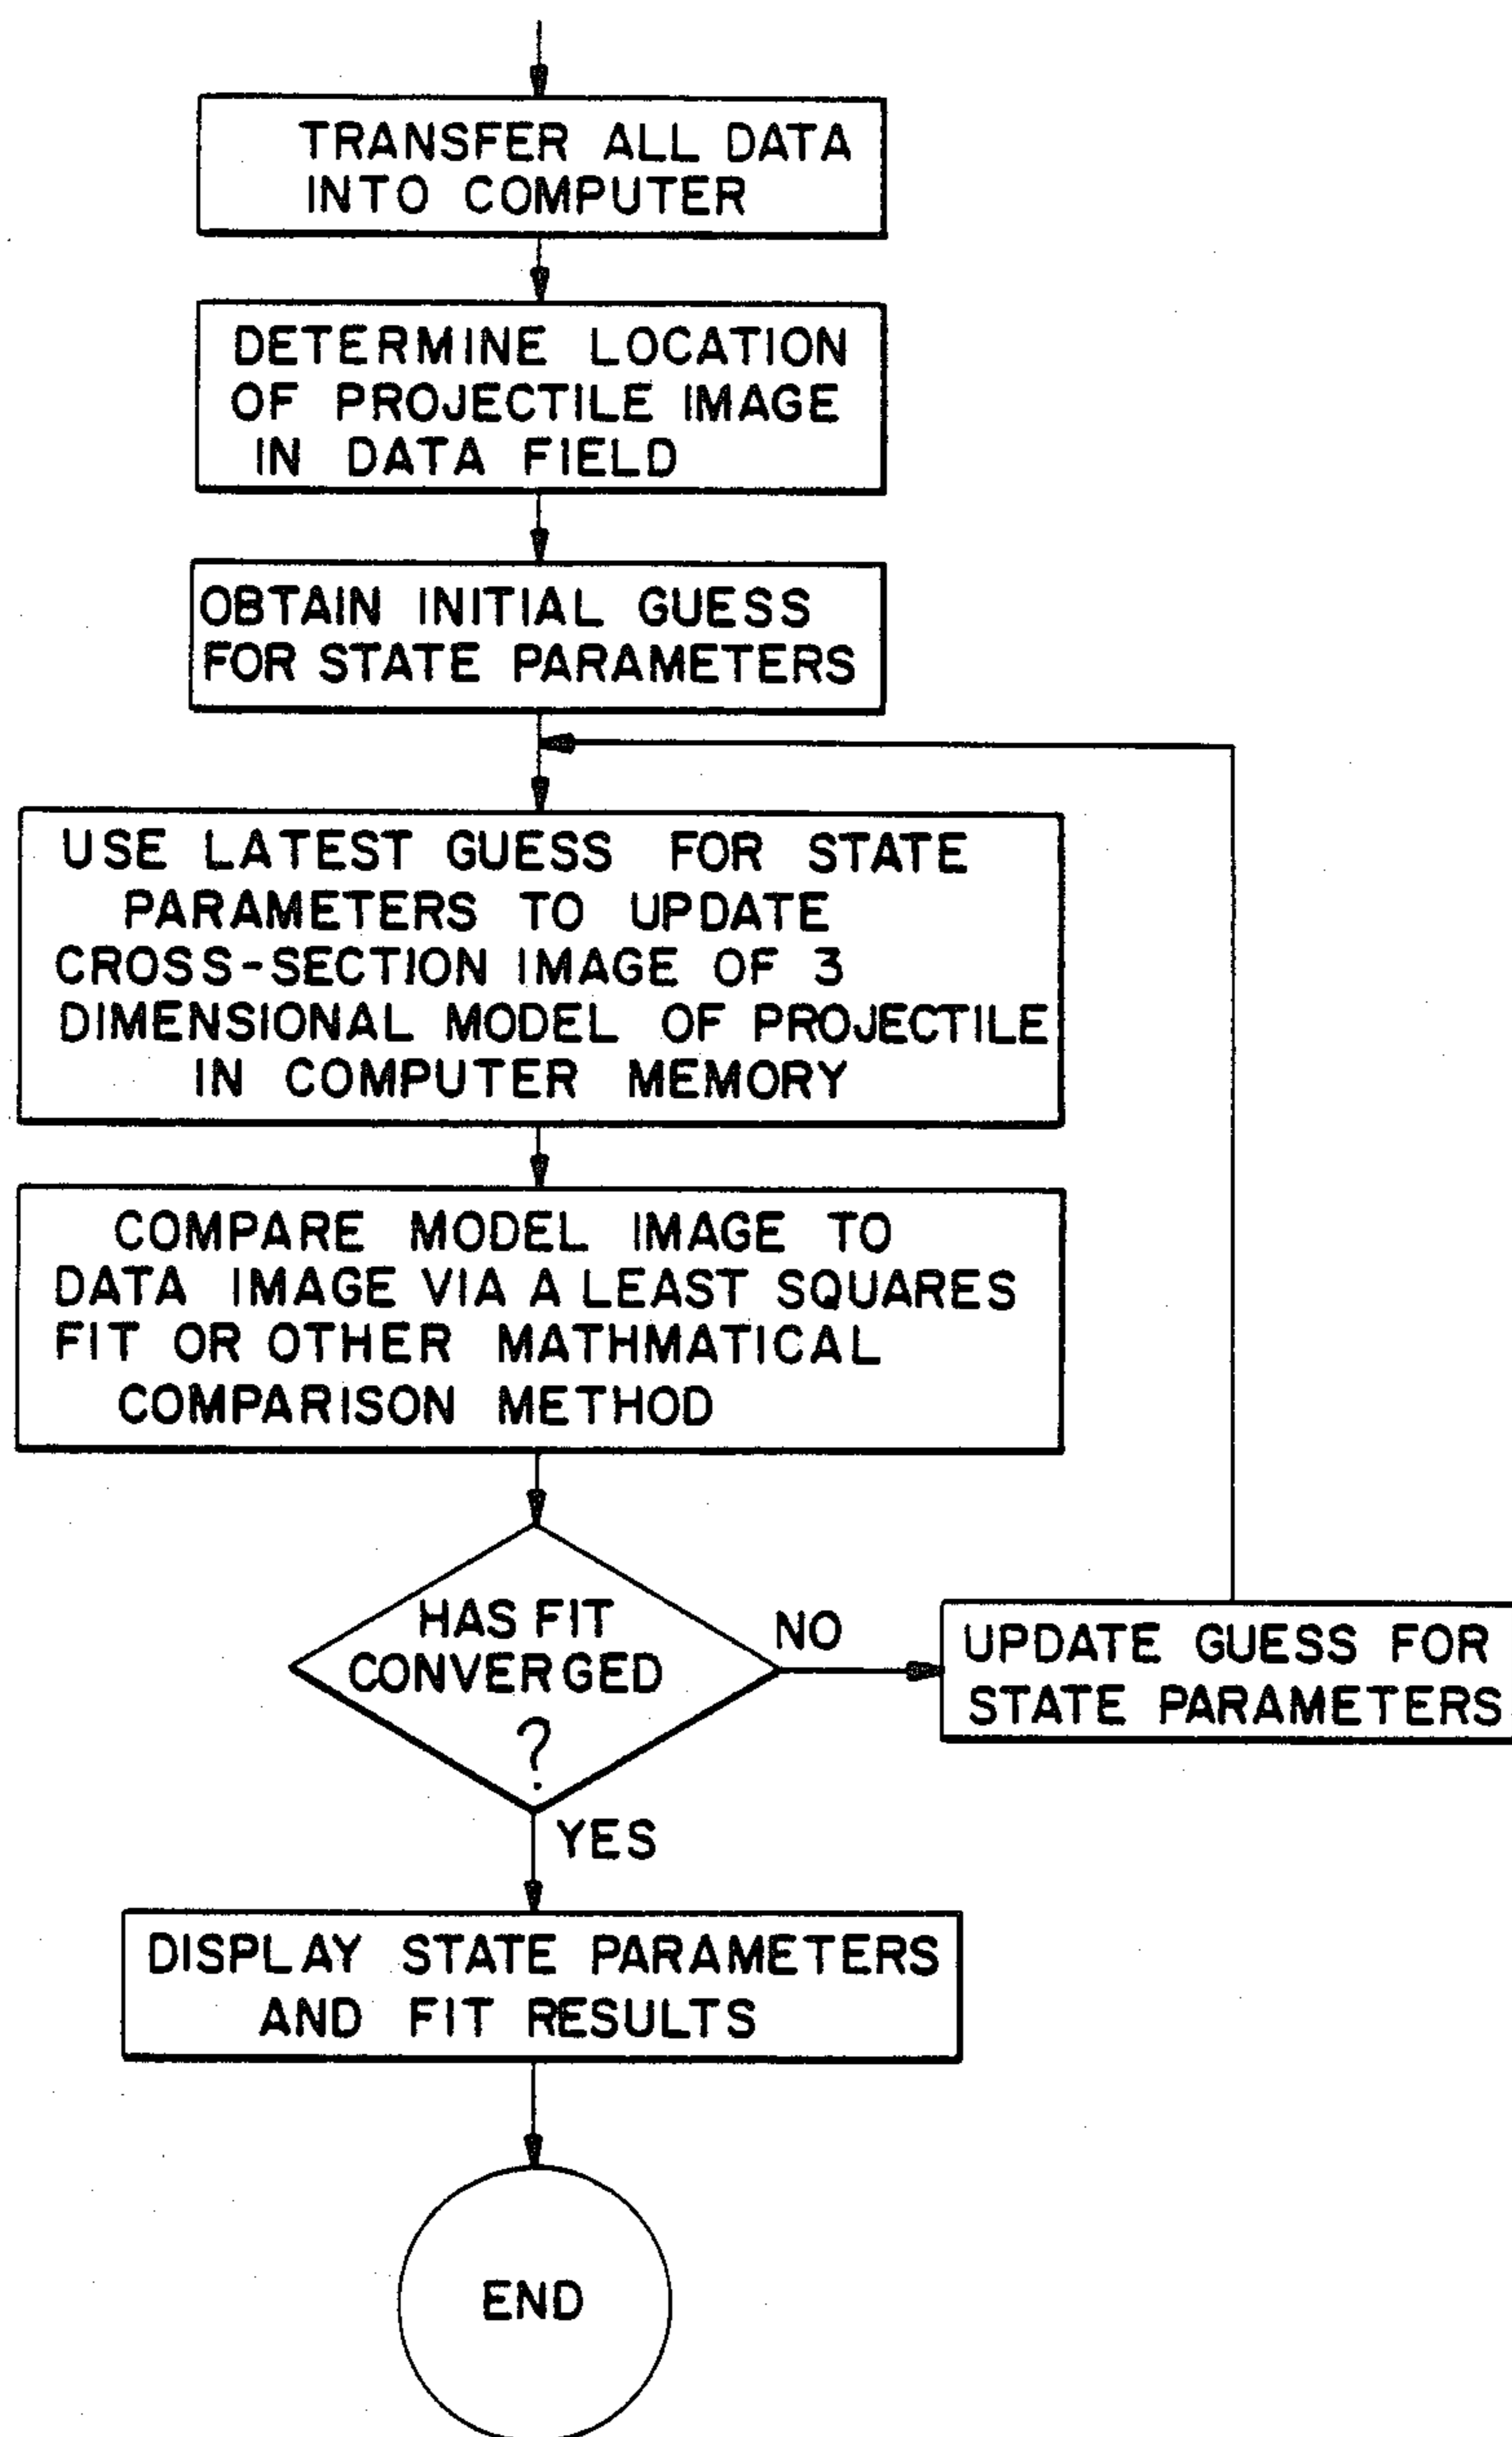 TRANSFER ALL DATA
INTO COMPUTER
DETERMINE LOCATION
OF PROJECTILE IMAGE
IN DATA FIELD
OBTAIN INITIAL GUESS
FOR STATE PARAMETERS
USE LATEST GUESS FOR STATE
PARAMETERS TO UPDATE
CROSS-SECTION IMAGE OF 3
DIMENSIONAL MODEL OF PROJECTILE
IN COMPUTER MEMORY
COMPARE MODEL IMAGE TO
DATA IMAGE VIA A LEAST SQUARES
FIT OR OTHER MATHMATICAL
COMPARISON METHOD
HAS FIT
CONVERGED
?
NO
UPDATE GUESS FOR
STATE PARAMETERS
YES
DISPLAY STATE PARAMETERS
AND FIT RESULTS
END